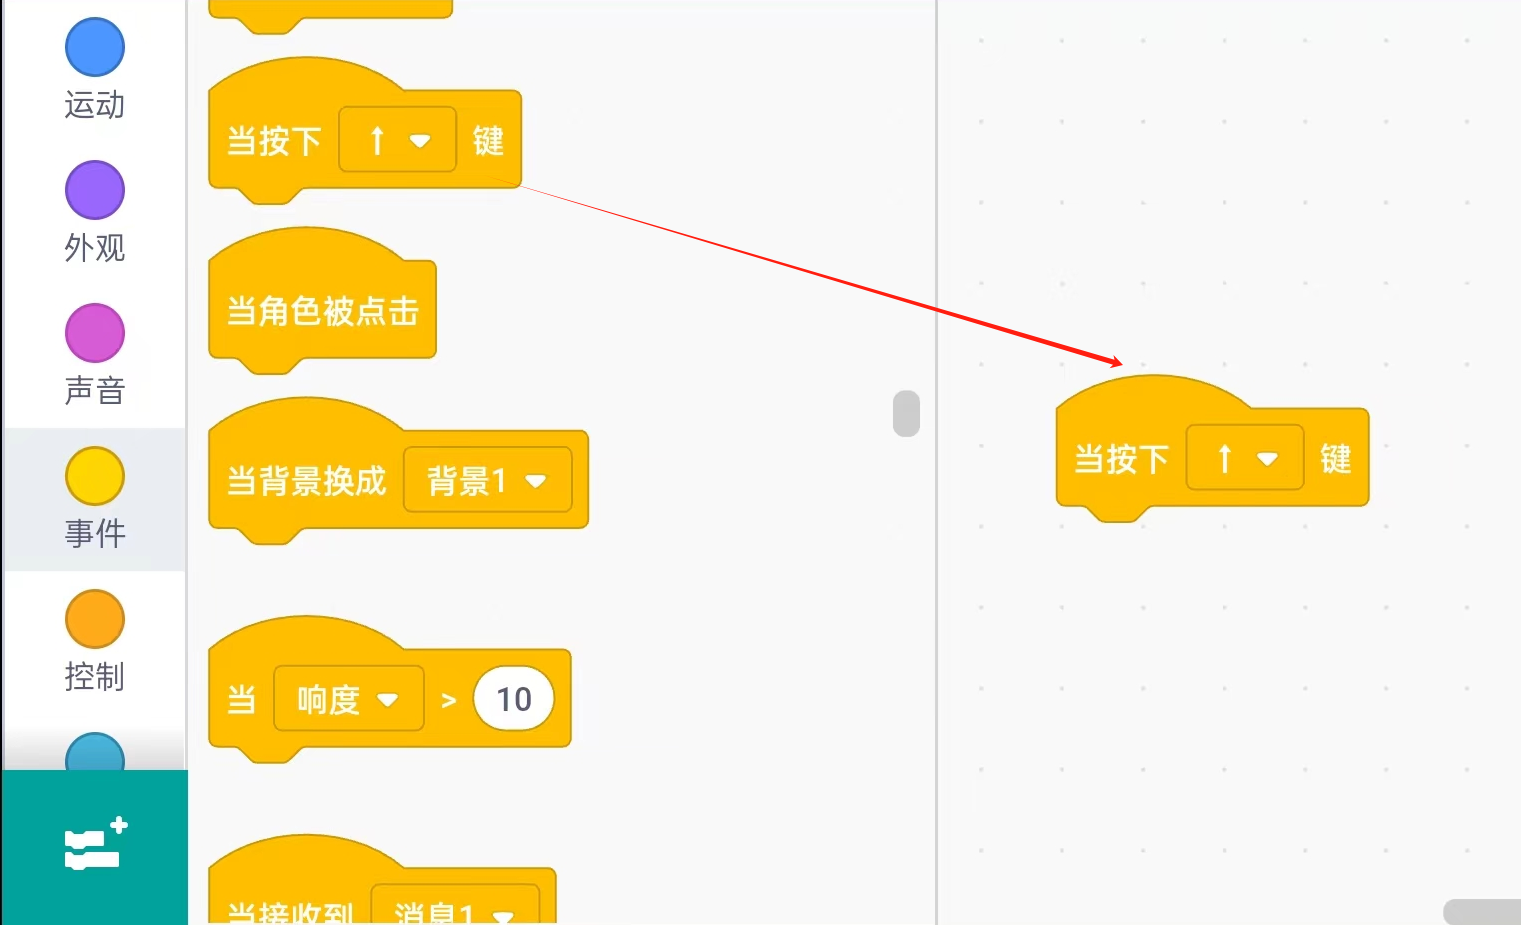 运动
外观
声音
事件
控制
当按下 ↑ 键
当角色被点击
当背景换成 背景1
当 响度 > 10
当接收到 消息1
当按下 ↑ 键